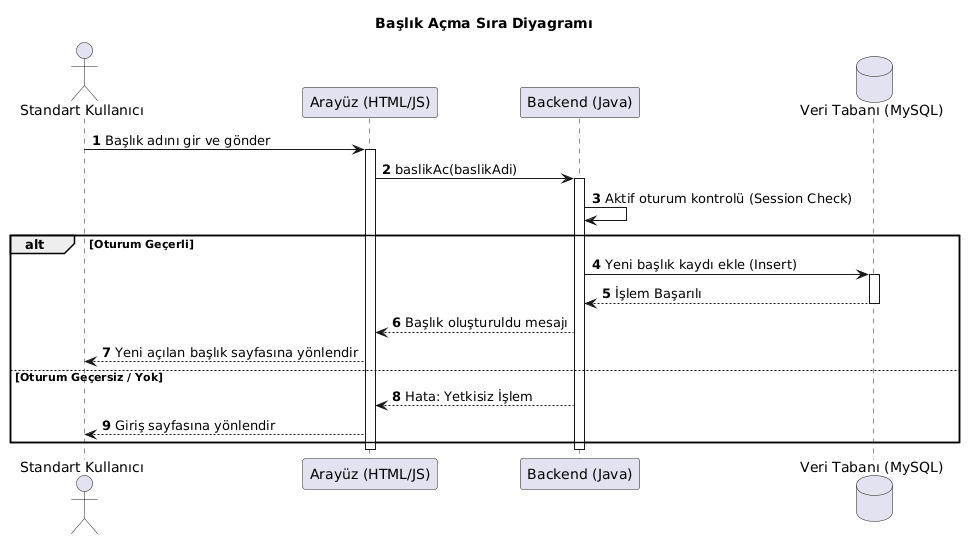 Başlık Açma Sıra Diyagramı
Standart Kullanıcı
Arayüz (HTML/JS)
Backend (Java)
Veri Tabanı (MySQL)
1 Başlık adını gir ve gönder
2 baslikAc(baslikAdi)
3 Aktif oturum kontrolü (Session Check)
alt [Oturum Geçerli]
4 Yeni başlık kaydı ekle (Insert)
5 İşlem Başarılı
6 Başlık oluşturuldu mesajı
7 Yeni açılan başlık sayfasına yönlendir
[Oturum Geçersiz / Yok]
8 Hata: Yetkisiz İşlem
9 Giriş sayfasına yönlendir
Standart Kullanıcı
Arayüz (HTML/JS)
Backend (Java)
Veri Tabanı (MySQL)